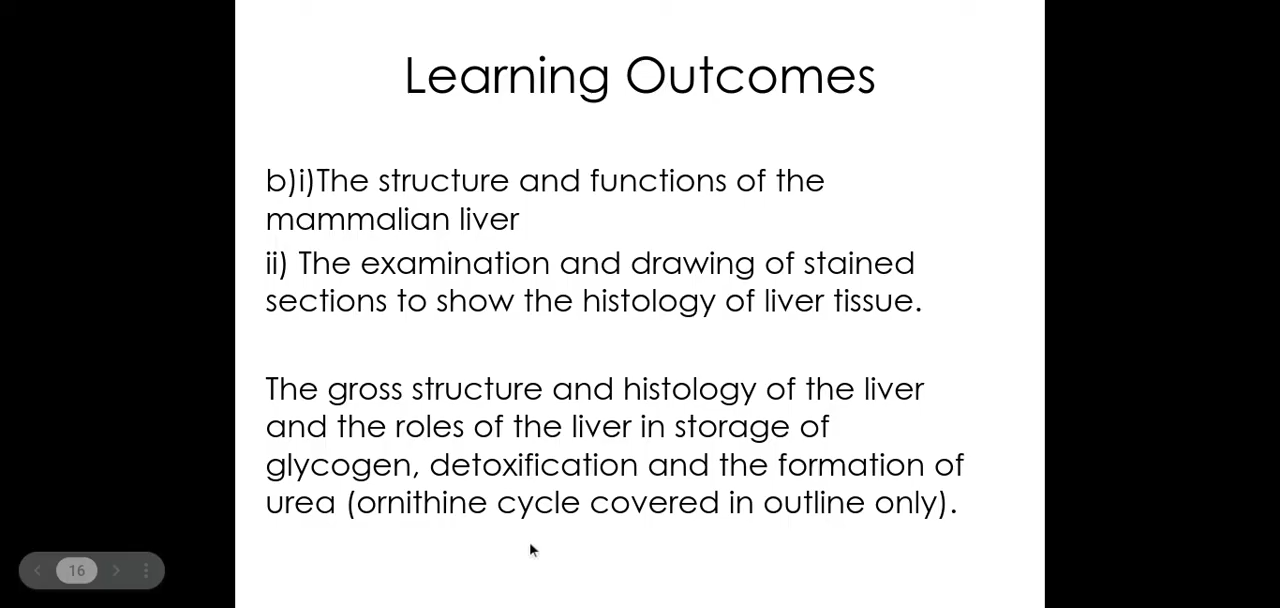 Learning Outcomes
b)i)The structure and functions of the
mammalian liver
ii) The examination and drawing of stained
sections to show the histology of liver tissue.
The gross structure and histology of the liver
and the roles of the liver in storage of
glycogen, detoxification and the formation of
urea (ornithine cycle covered in outline only).
16